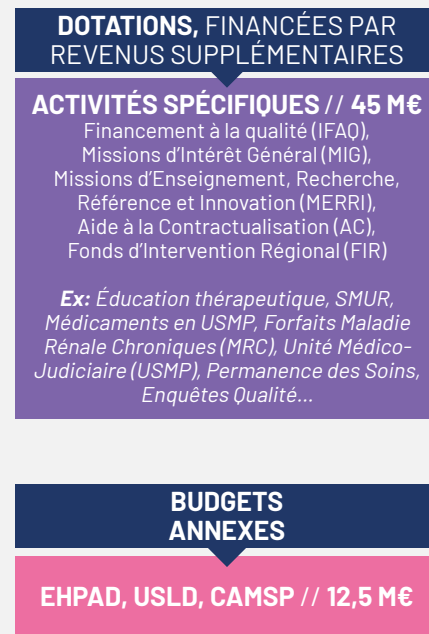 DOTATIONS, FINANCÉES PAR
REVENUS SUPPLÉMENTAIRES
ACTIVITÉS SPÉCIFIQUES // 45 M€
Financement à la qualité (IFAQ),
Missions d'Intérêt Général (MIG),
Missions d'Enseignement, Recherche,
Référence et Innovation (MERRI),
Aide à la Contractualisation (AC),
Fonds d'Intervention Régional (FIR)
Ex: Éducation thérapeutique, SMUR,
Médicaments en USMP, Forfaits Maladie
Rénale Chroniques (MRC), Unité Médico-
Judiciaire (USMP), Permanence des Soins,
Enquêtes Qualité...
BUDGETS
ANNEXES
EHPAD, USLD, CAMSP // 12,5 M€